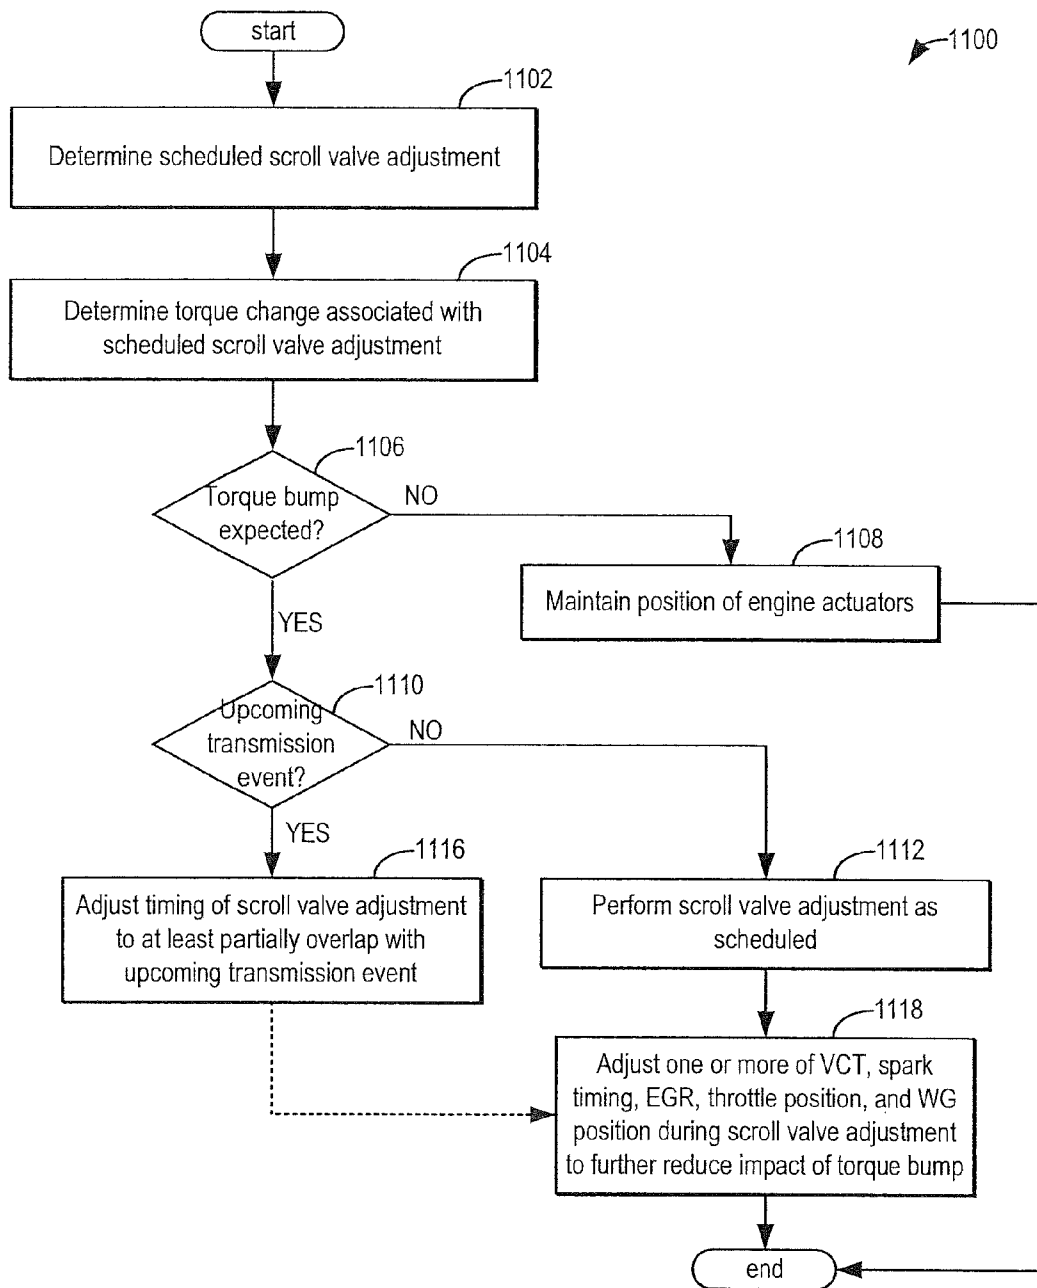 start
1100
1102
Determine scheduled scroll valve adjustment
1104
Determine torque change associated with
scheduled scroll valve adjustment
1106
Torque bump
expected?
NO
1108
Maintain position of engine actuators
YES
1110
Upcoming
transmission
event?
NO
YES
1116
Adjust timing of scroll valve adjustment
to at least partially overlap with
upcoming transmission event
1112
Perform scroll valve adjustment as
scheduled
1118
Adjust one or more of VCT, spark
timing, EGR, throttle position, and WG
position during scroll valve adjustment
to further reduce impact of torque bump
end